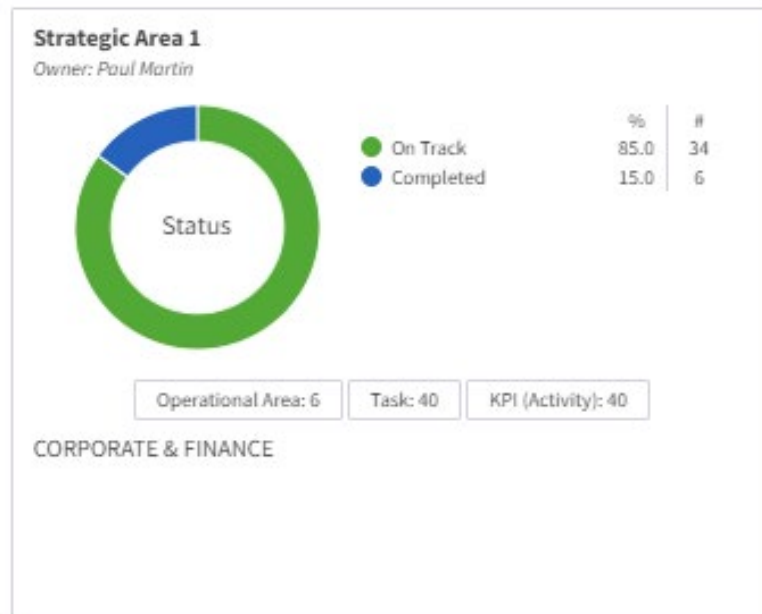 Strategic Area 1
Owner: Paul Martin
% #
On Track 85.0 34
Completed 15.0 6
Status
Operational Area: 6 Task: 40 KPI (Activity): 40
CORPORATE & FINANCE